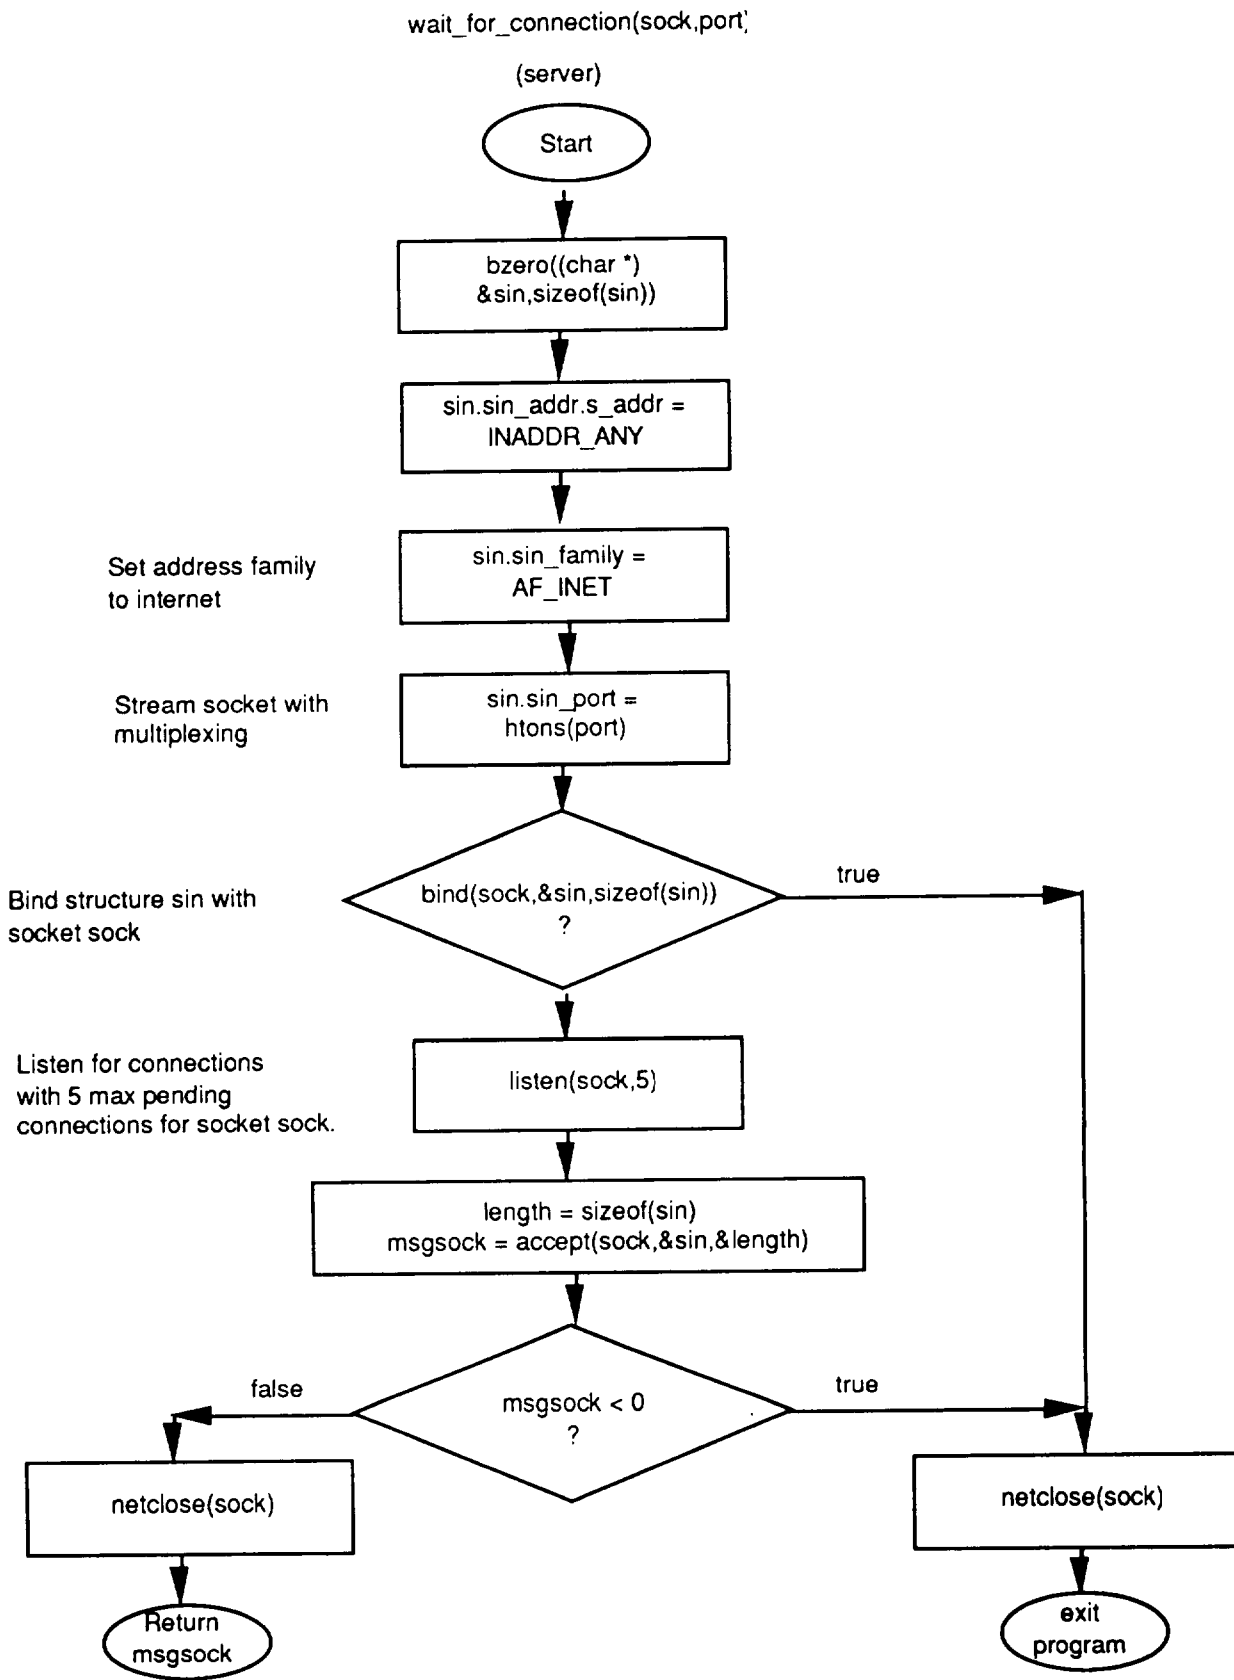 wait_for_connection(sock,port)
(server)
Start
bzero((char *)
&sin,sizeof(sin))
sin.sin_addr.s_addr =
INADDR_ANY
Set address family
to internet
sin.sin_family =
AF_INET
Stream socket with
multiplexing
sin.sin_port =
htons(port)
Bind structure sin with
socket sock
bind(sock,&sin,sizeof(sin))
?
true
Listen for connections
with 5 max pending
connections for socket sock.
listen(sock,5)
length = sizeof(sin)
msgsock = accept(sock,&sin,&length)
false
msgsock < 0
?
true
netclose(sock)
netclose(sock)
Return
msgsock
exit
program